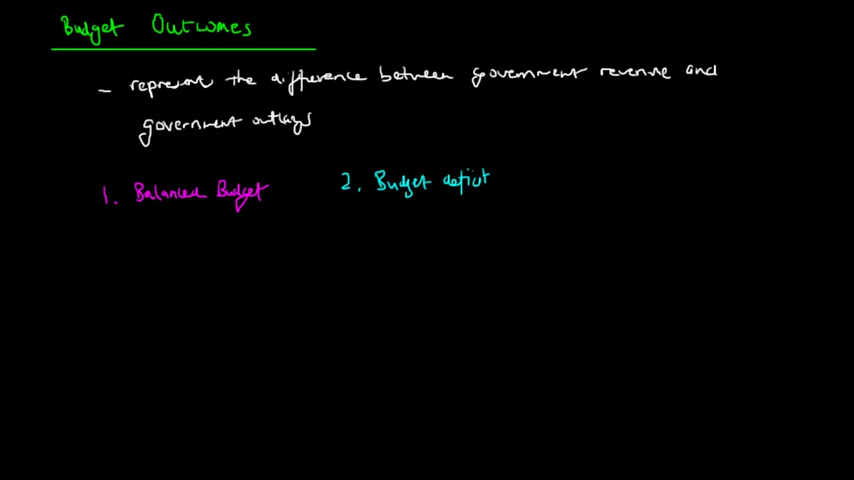 Budget Outcomes
- represent the difference between government revenue and
government outlays
1. Balanced Budget 2. Budget deficit